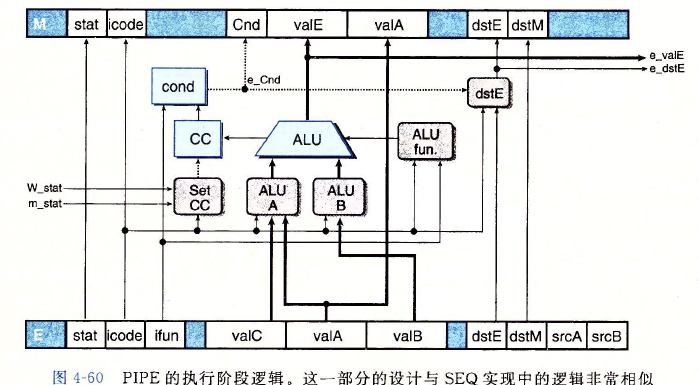 M stat icode Cnd valE valA dstE dstM
e_valE
e_dstE
e_Cnd
cond
dstE
CC
ALU
ALU
fun.
W_stat
m_stat
Set
CC
ALU
A
ALU
B
E stat icode ifun valC valA valB dstE dstM srcA srcB
图 4-60 PIPE 的执行阶段逻辑。这一部分的设计与 SEQ 实现中的逻辑非常相似